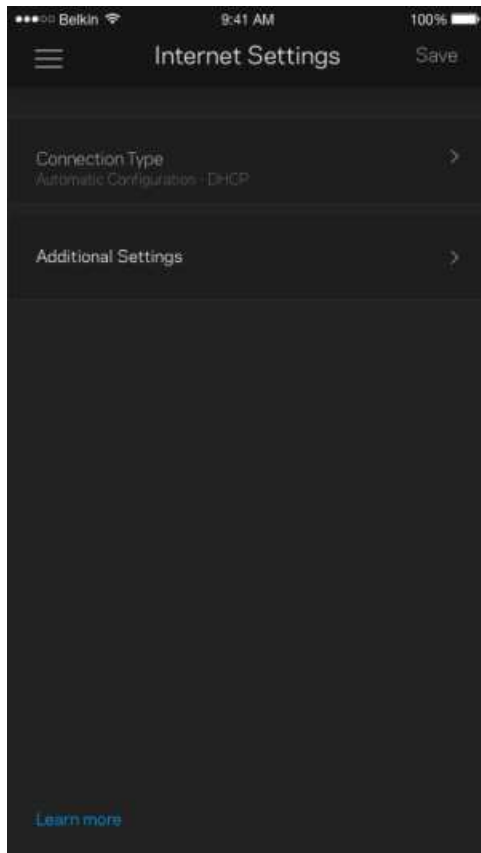 Belkin 9:41 AM 100%
Internet Settings Save
Connection Type
Automatic Configuration - DHCP
Additional Settings
Learn more